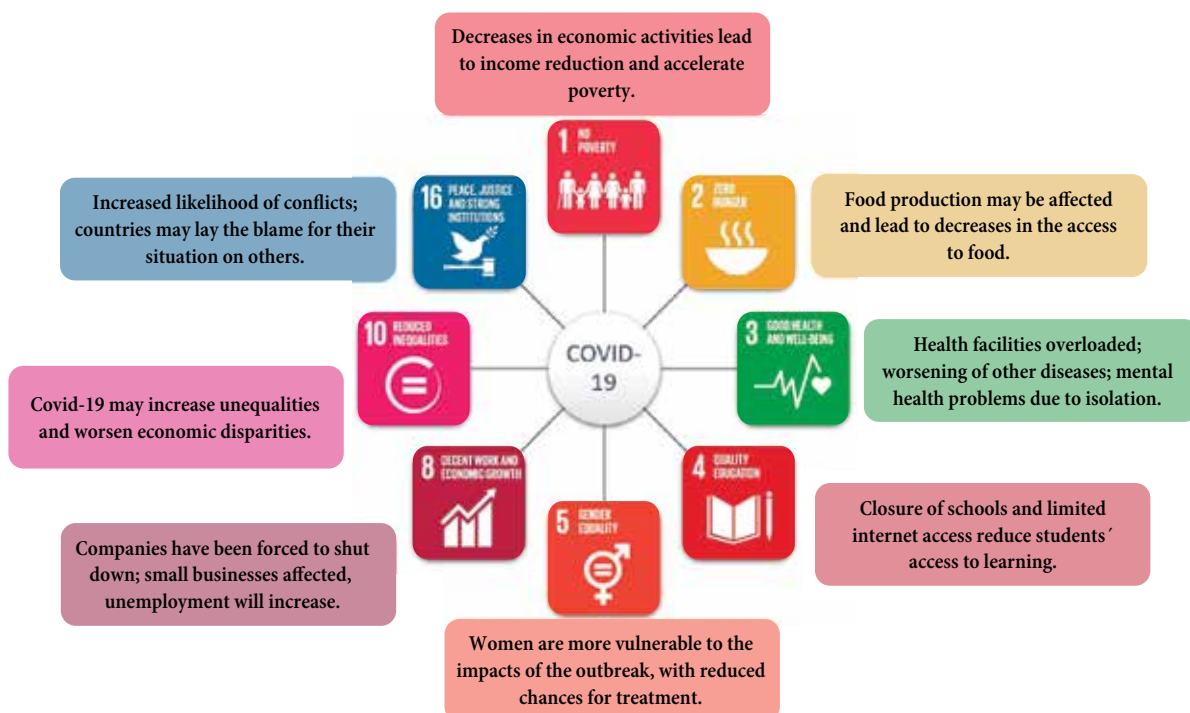 Decreases in economic activities lead
to income reduction and accelerate
poverty.
1 NO
POVERTY
16 PEACE, JUSTICE
AND STRONG
INSTITUTIONS
2 ZERO
HUNGER
Increased likelihood of conflicts;
countries may lay the blame for their
situation on others.
Food production may be affected
and lead to decreases in the access
to food.
10 REDUCED
INEQUALITIES
COVID-
19
3 GOOD HEALTH
AND WELL-BEING
Health facilities overloaded;
worsening of other diseases; mental
health problems due to isolation.
Covid-19 may increase unequalities
and worsen economic disparities.
8 DECENT WORK AND
ECONOMIC GROWTH
4 QUALITY
EDUCATION
5 GENDER
EQUALITY
Closure of schools and limited
internet access reduce students´
access to learning.
Companies have been forced to shut
down; small businesses affected,
unemployment will increase.
Women are more vulnerable to the
impacts of the outbreak, with reduced
chances for treatment.